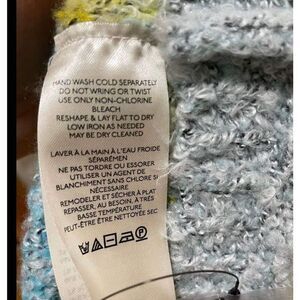 HAND WASH COLD SEPARATELY
DO NOT WRING OR TWIST
USE ONLY NON-CHLORINE
BLEACH
RESHAPE & LAY FLAT TO DRY
LOW IRON AS NEEDED
MAY BE DRY CLEANED
LAVER À LA MAIN À L'EAU FROIDE
SÉPARÉMEN
NE PAS TORDRE OU ESSORER
UTILISER UN AGENT DE
BLANCHIMENT SANS CHLORE SI
NÉCESSAIRE
REMODELER ET SÉCHER À PLAT
REPASSER, AU BESOIN, À TRÈS
BASSE TEMPÉRATURE
PEUT-ÊTRE ÊTRE NETTOYÉE SEC